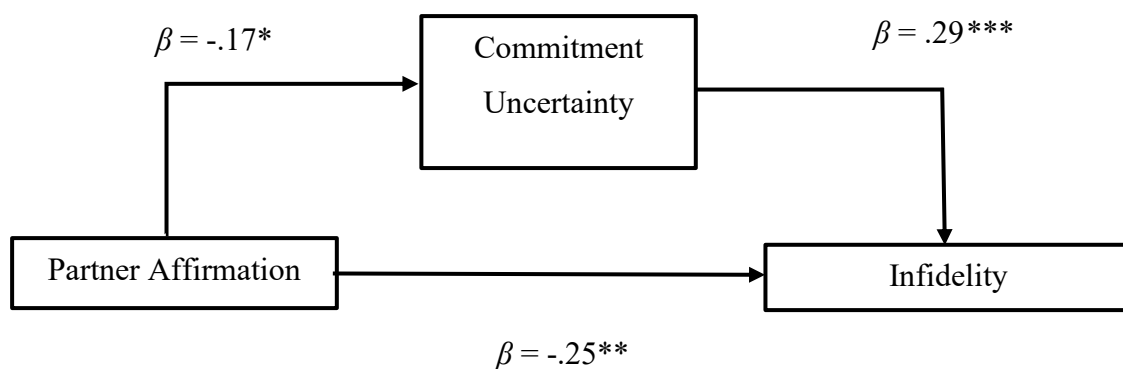 β = -.17*
Commitment
Uncertainty
β = .29***
Partner Affirmation
Infidelity
β = -.25**